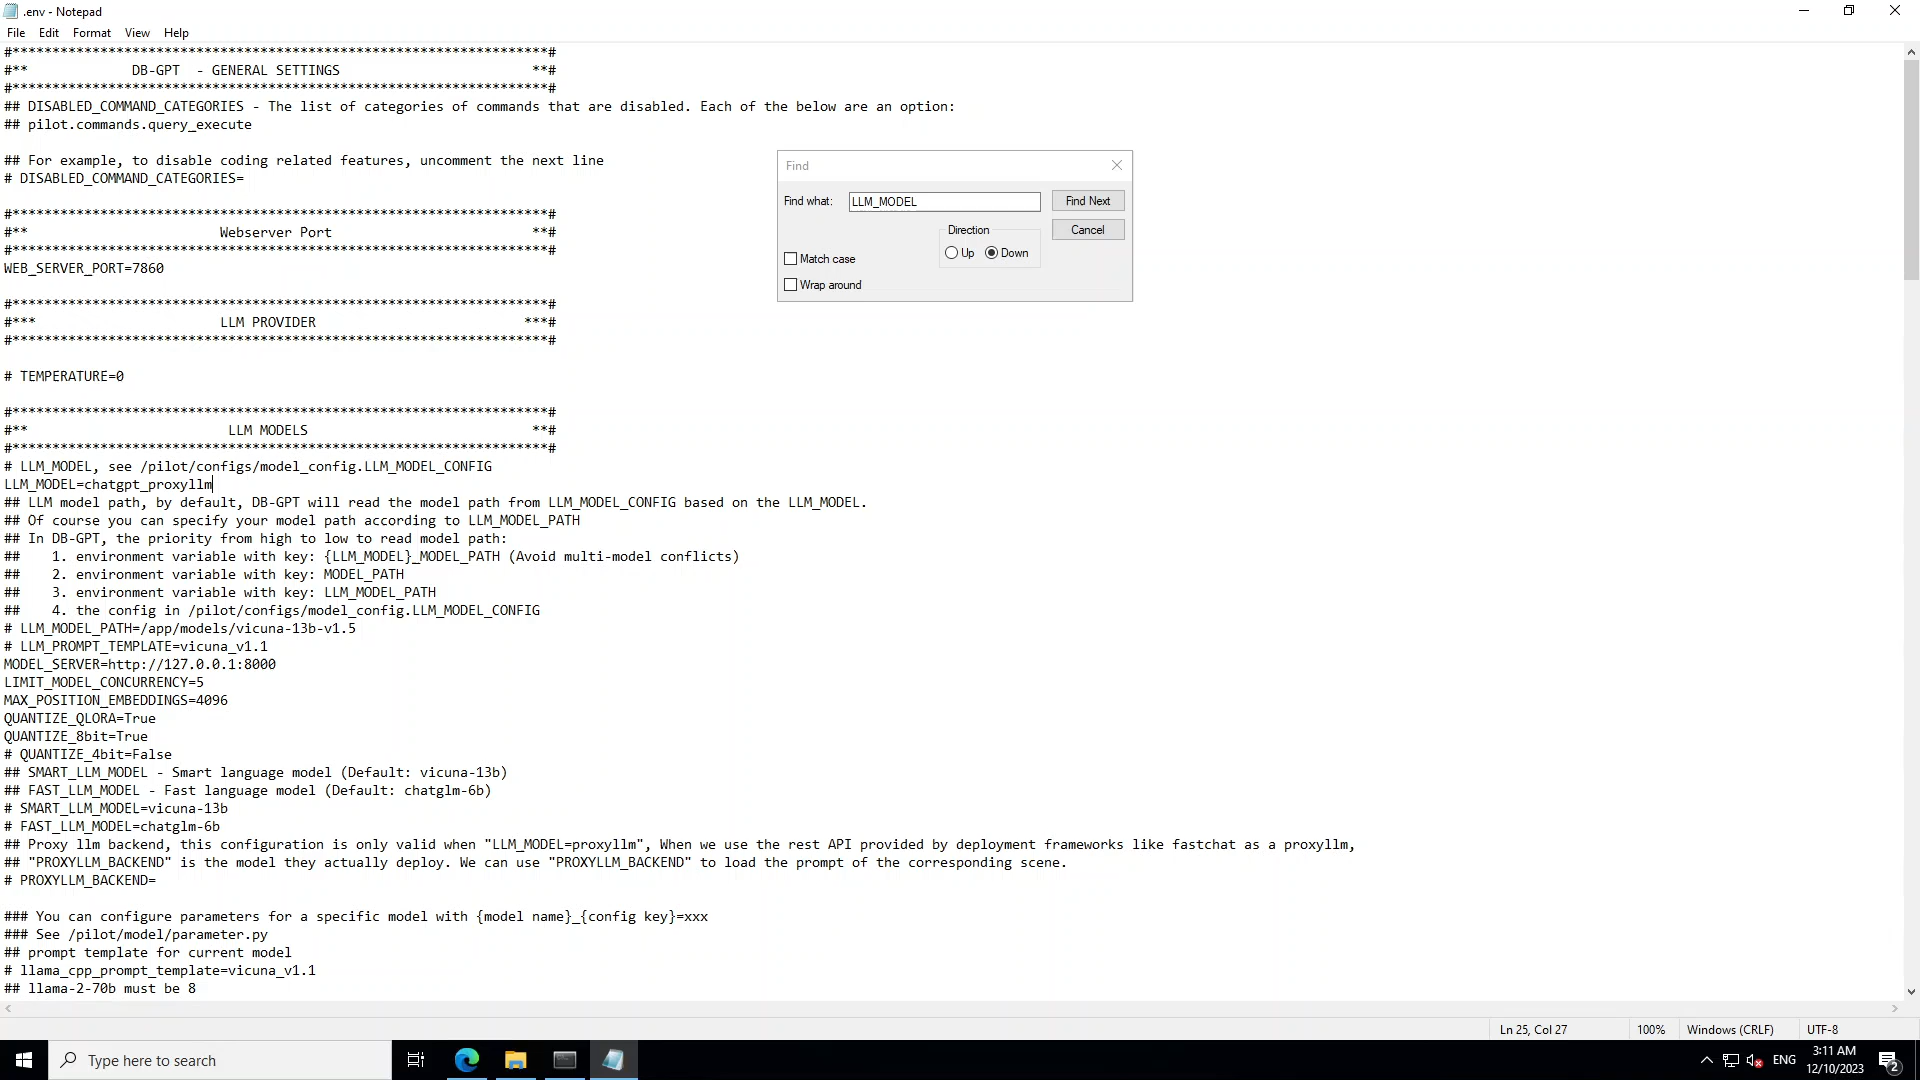 .env - Notepad
File Edit Format View Help
#********************************************************************#
#** DB-GPT - GENERAL SETTINGS **#
#********************************************************************#
## DISABLED_COMMAND_CATEGORIES - The list of categories of commands that are disabled. Each of the below are an option:
## pilot.commands.query_execute
## For example, to disable coding related features, uncomment the next line
# DISABLED_COMMAND_CATEGORIES=
#********************************************************************#
#** Webserver Port **#
#********************************************************************#
WEB_SERVER_PORT=7860
#********************************************************************#
#*** LLM PROVIDER ***#
#********************************************************************#
# TEMPERATURE=0
#********************************************************************#
#** LLM MODELS **#
#********************************************************************#
# LLM_MODEL, see /pilot/configs/model_config.LLM_MODEL_CONFIG
LLM_MODEL=chatgpt_proxyllm
## LLM model path, by default, DB-GPT will read the model path from LLM_MODEL_CONFIG based on the LLM_MODEL.
## Of course you can specify your model path according to LLM_MODEL_PATH
## In DB-GPT, the priority from high to low to read model path:
## 1. environment variable with key: {LLM_MODEL}_MODEL_PATH (Avoid multi-model conflicts)
## 2. environment variable with key: MODEL_PATH
## 3. environment variable with key: LLM_MODEL_PATH
## 4. the config in /pilot/configs/model_config.LLM_MODEL_CONFIG
# LLM_MODEL_PATH=/app/models/vicuna-13b-v1.5
# LLM_PROMPT_TEMPLATE=vicuna_v1.1
MODEL_SERVER=http://127.0.0.1:8000
LIMIT_MODEL_CONCURRENCY=5
MAX_POSITION_EMBEDDINGS=4096
QUANTIZE_QLORA=True
QUANTIZE_8bit=True
# QUANTIZE_4bit=False
## SMART_LLM_MODEL - Smart language model (Default: vicuna-13b)
## FAST_LLM_MODEL - Fast language model (Default: chatglm-6b)
# SMART_LLM_MODEL=vicuna-13b
# FAST_LLM_MODEL=chatglm-6b
## Proxy llm backend, this configuration is only valid when "LLM_MODEL=proxyllm", When we use the rest API provided by deployment frameworks like fastchat as a proxyllm,
## "PROXYLLM_BACKEND" is the model they actually deploy. We can use "PROXYLLM_BACKEND" to load the prompt of the corresponding scene.
# PROXYLLM_BACKEND=
### You can configure parameters for a specific model with {model name}_{config key}=xxx
### See /pilot/model/parameter.py
## prompt template for current model
# llama_cpp_prompt_template=vicuna_v1.1
## llama-2-70b must be 8
Find
Find what: LLM_MODEL Find Next
Direction Cancel
Up Down
Match case
Wrap around
Ln 25, Col 27 100% Windows (CRLF) UTF-8
Type here to search
ENG 3:11 AM
12/10/2023 2